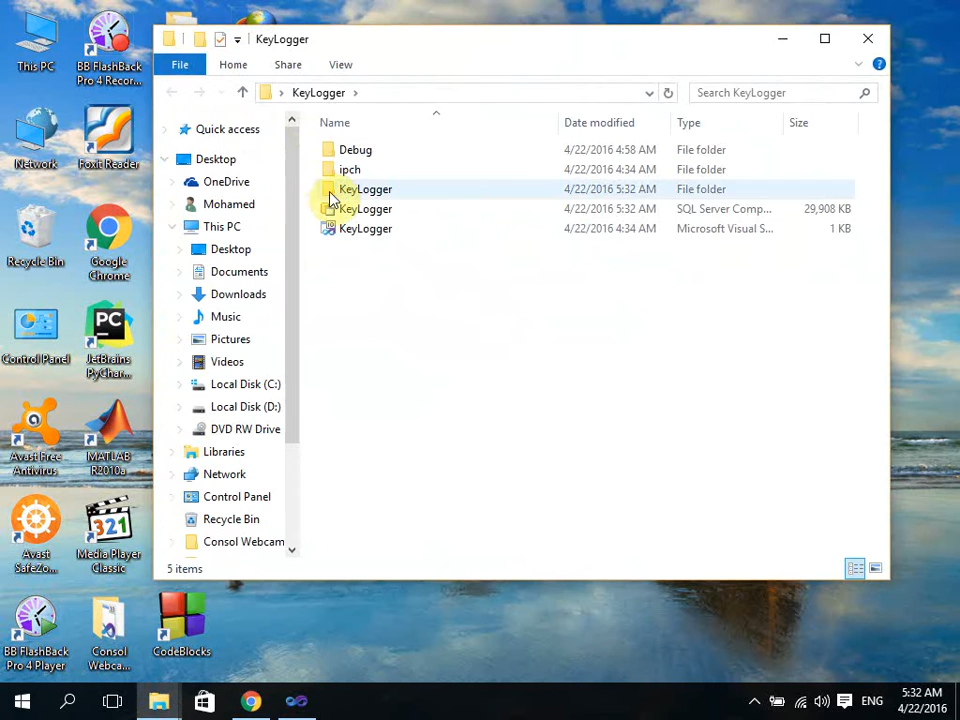 KeyLogger
File Home Share View
KeyLogger
Search KeyLogger
Name Date modified Type Size
Quick access
Desktop
OneDrive
Mohamed
This PC
Desktop
Documents
Downloads
Music
Pictures
Videos
Local Disk (C:)
Local Disk (D:)
DVD RW Drive
Libraries
Network
Control Panel
Recycle Bin
Consol Webcam
Debug 4/22/2016 4:58 AM File folder
ipch 4/22/2016 4:34 AM File folder
KeyLogger 4/22/2016 5:32 AM File folder
KeyLogger 4/22/2016 5:32 AM SQL Server Comp... 29,908 KB
KeyLogger 4/22/2016 4:34 AM Microsoft Visual S... 1 KB
5 items
This PC
BB FlashBack
Pro 4 Recor...
Network
Foxit Reader
Recycle Bin
Google
Chrome
Control Panel
PC
JetBrains
PyChar...
Avast Free
Antivirus
MATLAB
R2010a
Avast
SafeZo...
321
Media Player
Classic
BB FlashBack
Pro 4 Player
Consol
Webca...
CodeBlocks
ENG
5:32 AM
4/22/2016